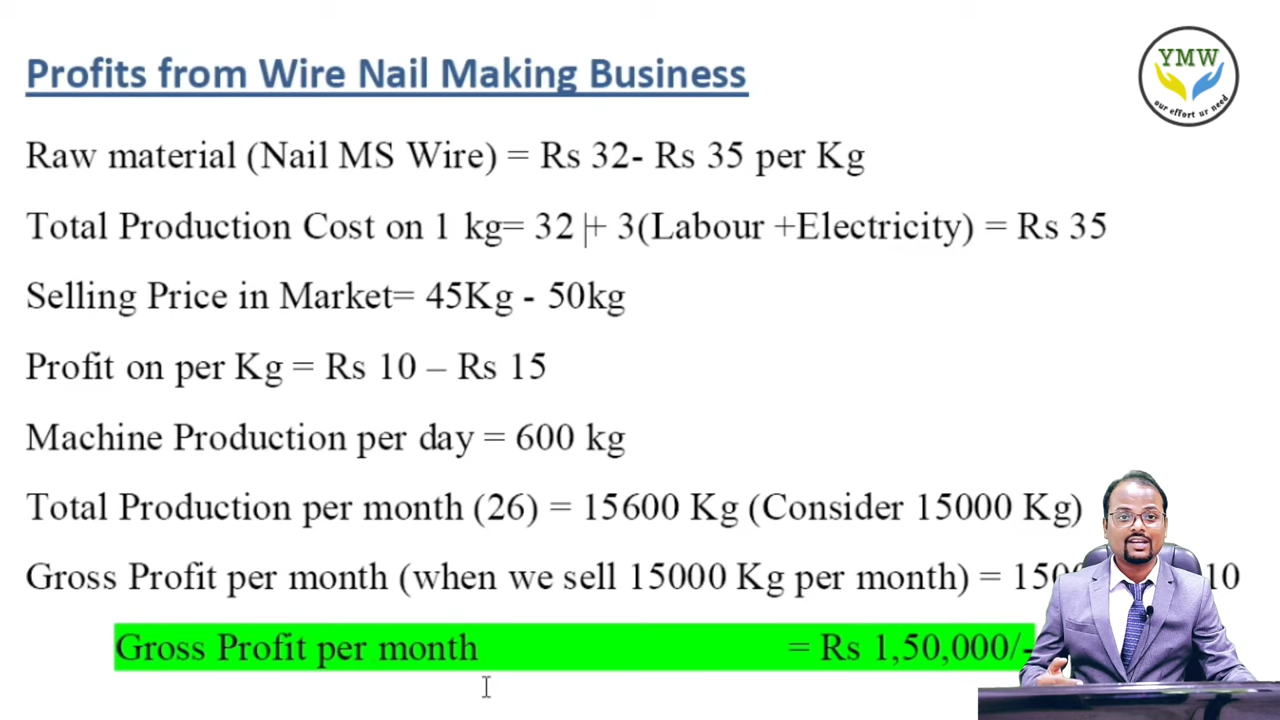 Profits from Wire Nail Making Business
YMW
our effort ur need
Raw material (Nail MS Wire) = Rs 32- Rs 35 per Kg
Total Production Cost on 1 kg= 32 + 3(Labour +Electricity) = Rs 35
Selling Price in Market= 45Kg - 50kg
Profit on per Kg = Rs 10 – Rs 15
Machine Production per day = 600 kg
Total Production per month (26) = 15600 Kg (Consider 15000 Kg)
Gross Profit per month (when we sell 15000 Kg per month) = 10
Gross Profit per month = Rs 1,50,000/-